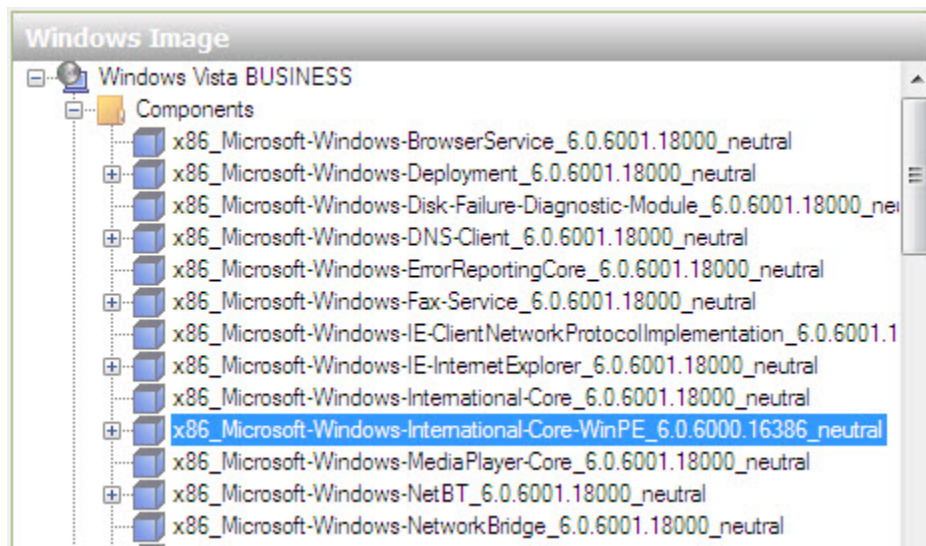 Windows Image
Windows Vista BUSINESS
Components
x86_Microsoft-Windows-BrowserService_6.0.6001.18000_neutral
x86_Microsoft-Windows-Deployment_6.0.6001.18000_neutral
x86_Microsoft-Windows-Disk-Failure-Diagnostic-Module_6.0.6001.18000_neu
x86_Microsoft-Windows-DNS-Client_6.0.6001.18000_neutral
x86_Microsoft-Windows-ErrorReportingCore_6.0.6001.18000_neutral
x86_Microsoft-Windows-Fax-Service_6.0.6001.18000_neutral
x86_Microsoft-Windows-IE-ClientNetworkProtocolImplementation_6.0.6001.1
x86_Microsoft-Windows-IE-InternetExplorer_6.0.6001.18000_neutral
x86_Microsoft-Windows-International-Core_6.0.6001.18000_neutral
x86_Microsoft-Windows-International-Core-WinPE_6.0.6000.16386_neutral
x86_Microsoft-Windows-MediaPlayer-Core_6.0.6001.18000_neutral
x86_Microsoft-Windows-NetBT_6.0.6001.18000_neutral
x86_Microsoft-Windows-NetworkBridge_6.0.6001.18000_neutral